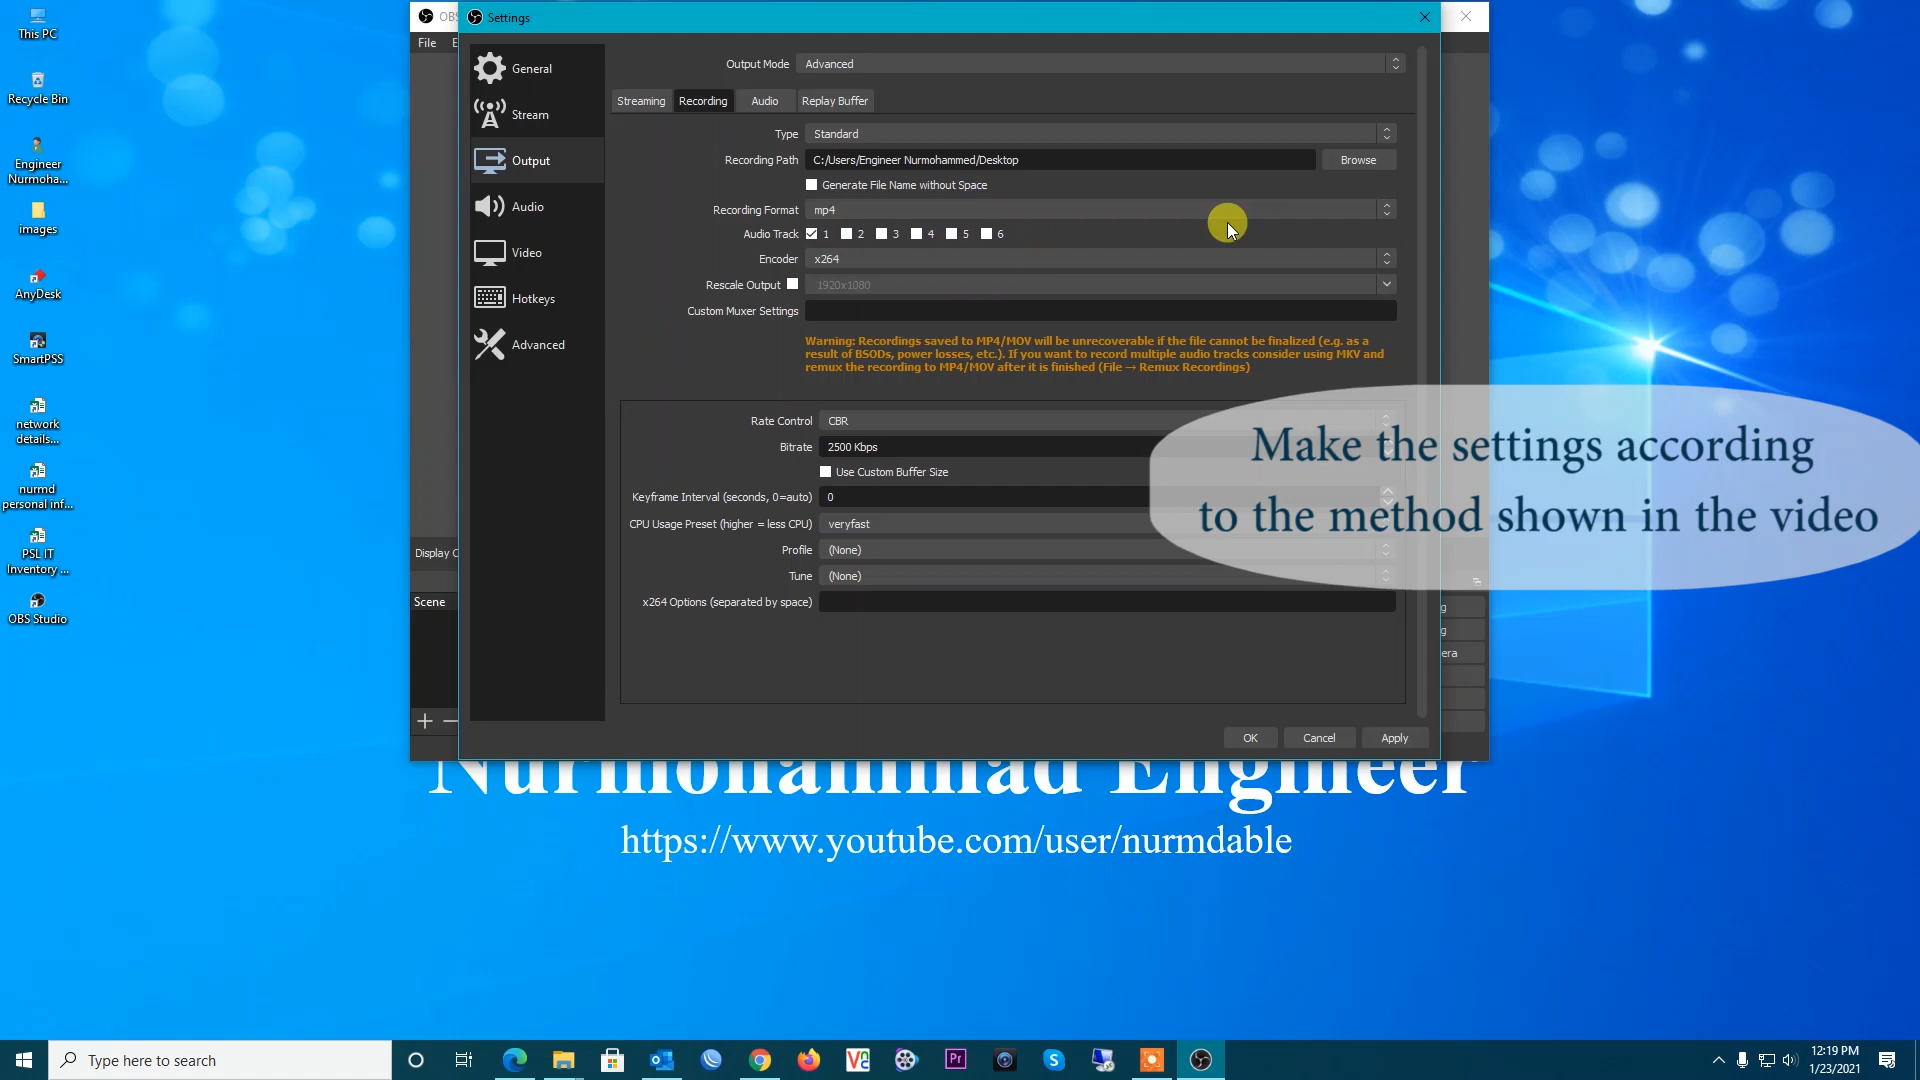 This PC
Recycle Bin
Engineer
Nurmoha...
images
AnyDesk
SmartPSS
network
details...
nurmd
personal inf...
PSL IT
Inventory ...
OBS Studio
OBS
File
Settings
General
Stream
Output
Audio
Video
Hotkeys
Advanced
Output Mode Advanced
Streaming Recording Audio Replay Buffer
Type Standard
Recording Path C:/Users/Engineer Nurmohammed/Desktop Browse
Generate File Name without Space
Recording Format mp4
Audio Track 1 2 3 4 5 6
Encoder x264
Rescale Output 1920x1080
Custom Muxer Settings
Warning: Recordings saved to MP4/MOV will be unrecoverable if the file cannot be finalized (e.g. as a
result of BSODs, power losses, etc.). If you want to record multiple audio tracks consider using MKV and
remux the recording to MP4/MOV after it is finished (File → Remux Recordings)
Rate Control CBR
Bitrate 2500 Kbps
Use Custom Buffer Size
Keyframe Interval (seconds, 0=auto) 0
CPU Usage Preset (higher = less CPU) veryfast
Profile (None)
Tune (None)
x264 Options (separated by space)
OK Cancel Apply
Make the settings according
to the method shown in the video
Display C
Scene
g
g
era
Nurmohammad Engineer
https://www.youtube.com/user/nurmdable
Type here to search
Pr
12:19 PM
1/23/2021